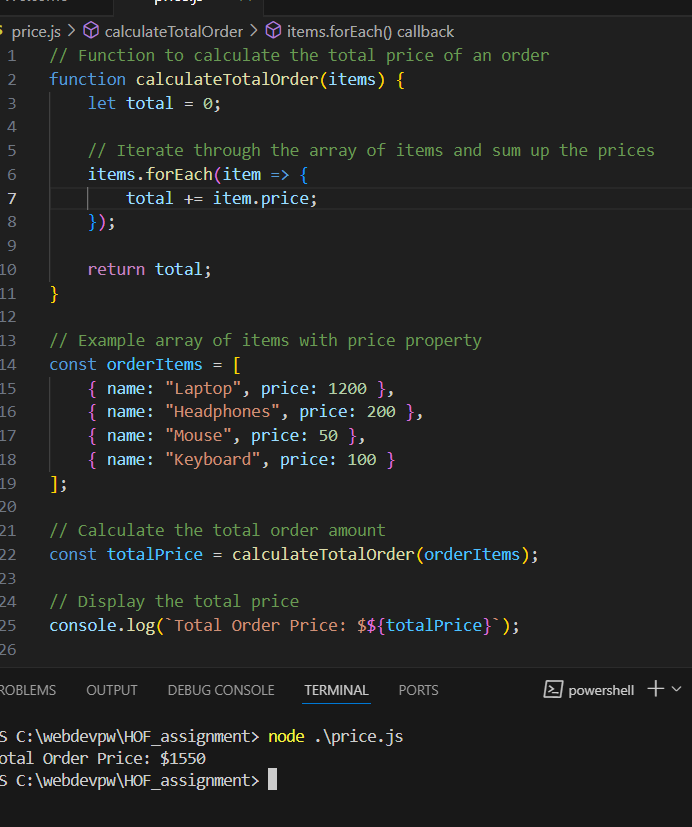 Welcome price.js
price.js > calculateTotalOrder > items.forEach() callback
1 // Function to calculate the total price of an order
2 function calculateTotalOrder(items) {
3 let total = 0;
4
5 // Iterate through the array of items and sum up the prices
6 items.forEach(item => {
7 total += item.price;
8 });
9
10 return total;
11 }
12
13 // Example array of items with price property
14 const orderItems = [
15 { name: "Laptop", price: 1200 },
16 { name: "Headphones", price: 200 },
17 { name: "Mouse", price: 50 },
18 { name: "Keyboard", price: 100 }
19 ];
20
21 // Calculate the total order amount
22 const totalPrice = calculateTotalOrder(orderItems);
23
24 // Display the total price
25 console.log(`Total Order Price: $${totalPrice}`);
26
ROBLEMS OUTPUT DEBUG CONSOLE TERMINAL PORTS powershell
S C:\webdevpw\HOF_assignment> node .\price.js
otal Order Price: $1550
S C:\webdevpw\HOF_assignment>